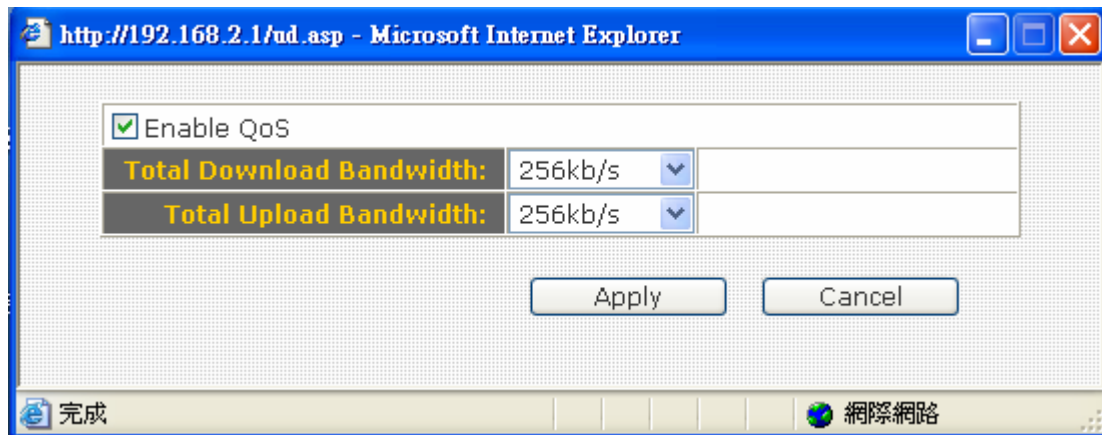 http://192.168.2.1/ud.asp - Microsoft Internet Explorer
Enable QoS
Total Download Bandwidth: 256kb/s
Total Upload Bandwidth: 256kb/s
Apply Cancel
完成 網際網路